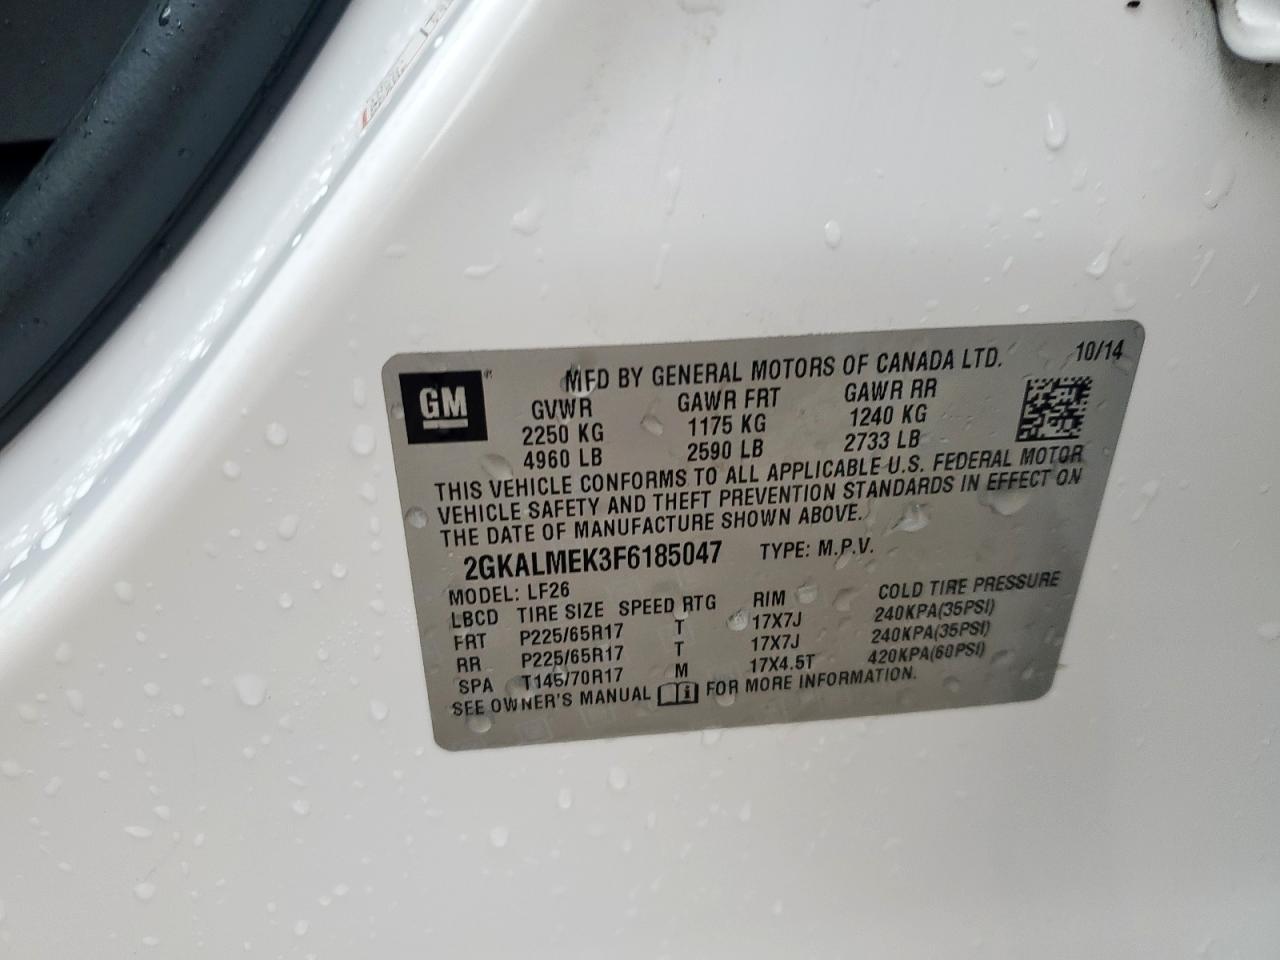 GM
MFD BY GENERAL MOTORS OF CANADA LTD. 10/14
GVWR GAWR FRT GAWR RR
2250 KG 1175 KG 1240 KG
4960 LB 2590 LB 2733 LB
THIS VEHICLE CONFORMS TO ALL APPLICABLE U.S. FEDERAL MOTOR
VEHICLE SAFETY AND THEFT PREVENTION STANDARDS IN EFFECT ON
THE DATE OF MANUFACTURE SHOWN ABOVE.
2GKALMEK3F6185047 TYPE: M.P.V.
MODEL: LF26
LBCD TIRE SIZE SPEED RTG RIM COLD TIRE PRESSURE
FRT P225/65R17 T 17X7J 240KPA(35PSI)
RR P225/65R17 T 17X7J 240KPA(35PSI)
SPA T145/70R17 M 17X4.5T 420KPA(60PSI)
SEE OWNER'S MANUAL FOR MORE INFORMATION.